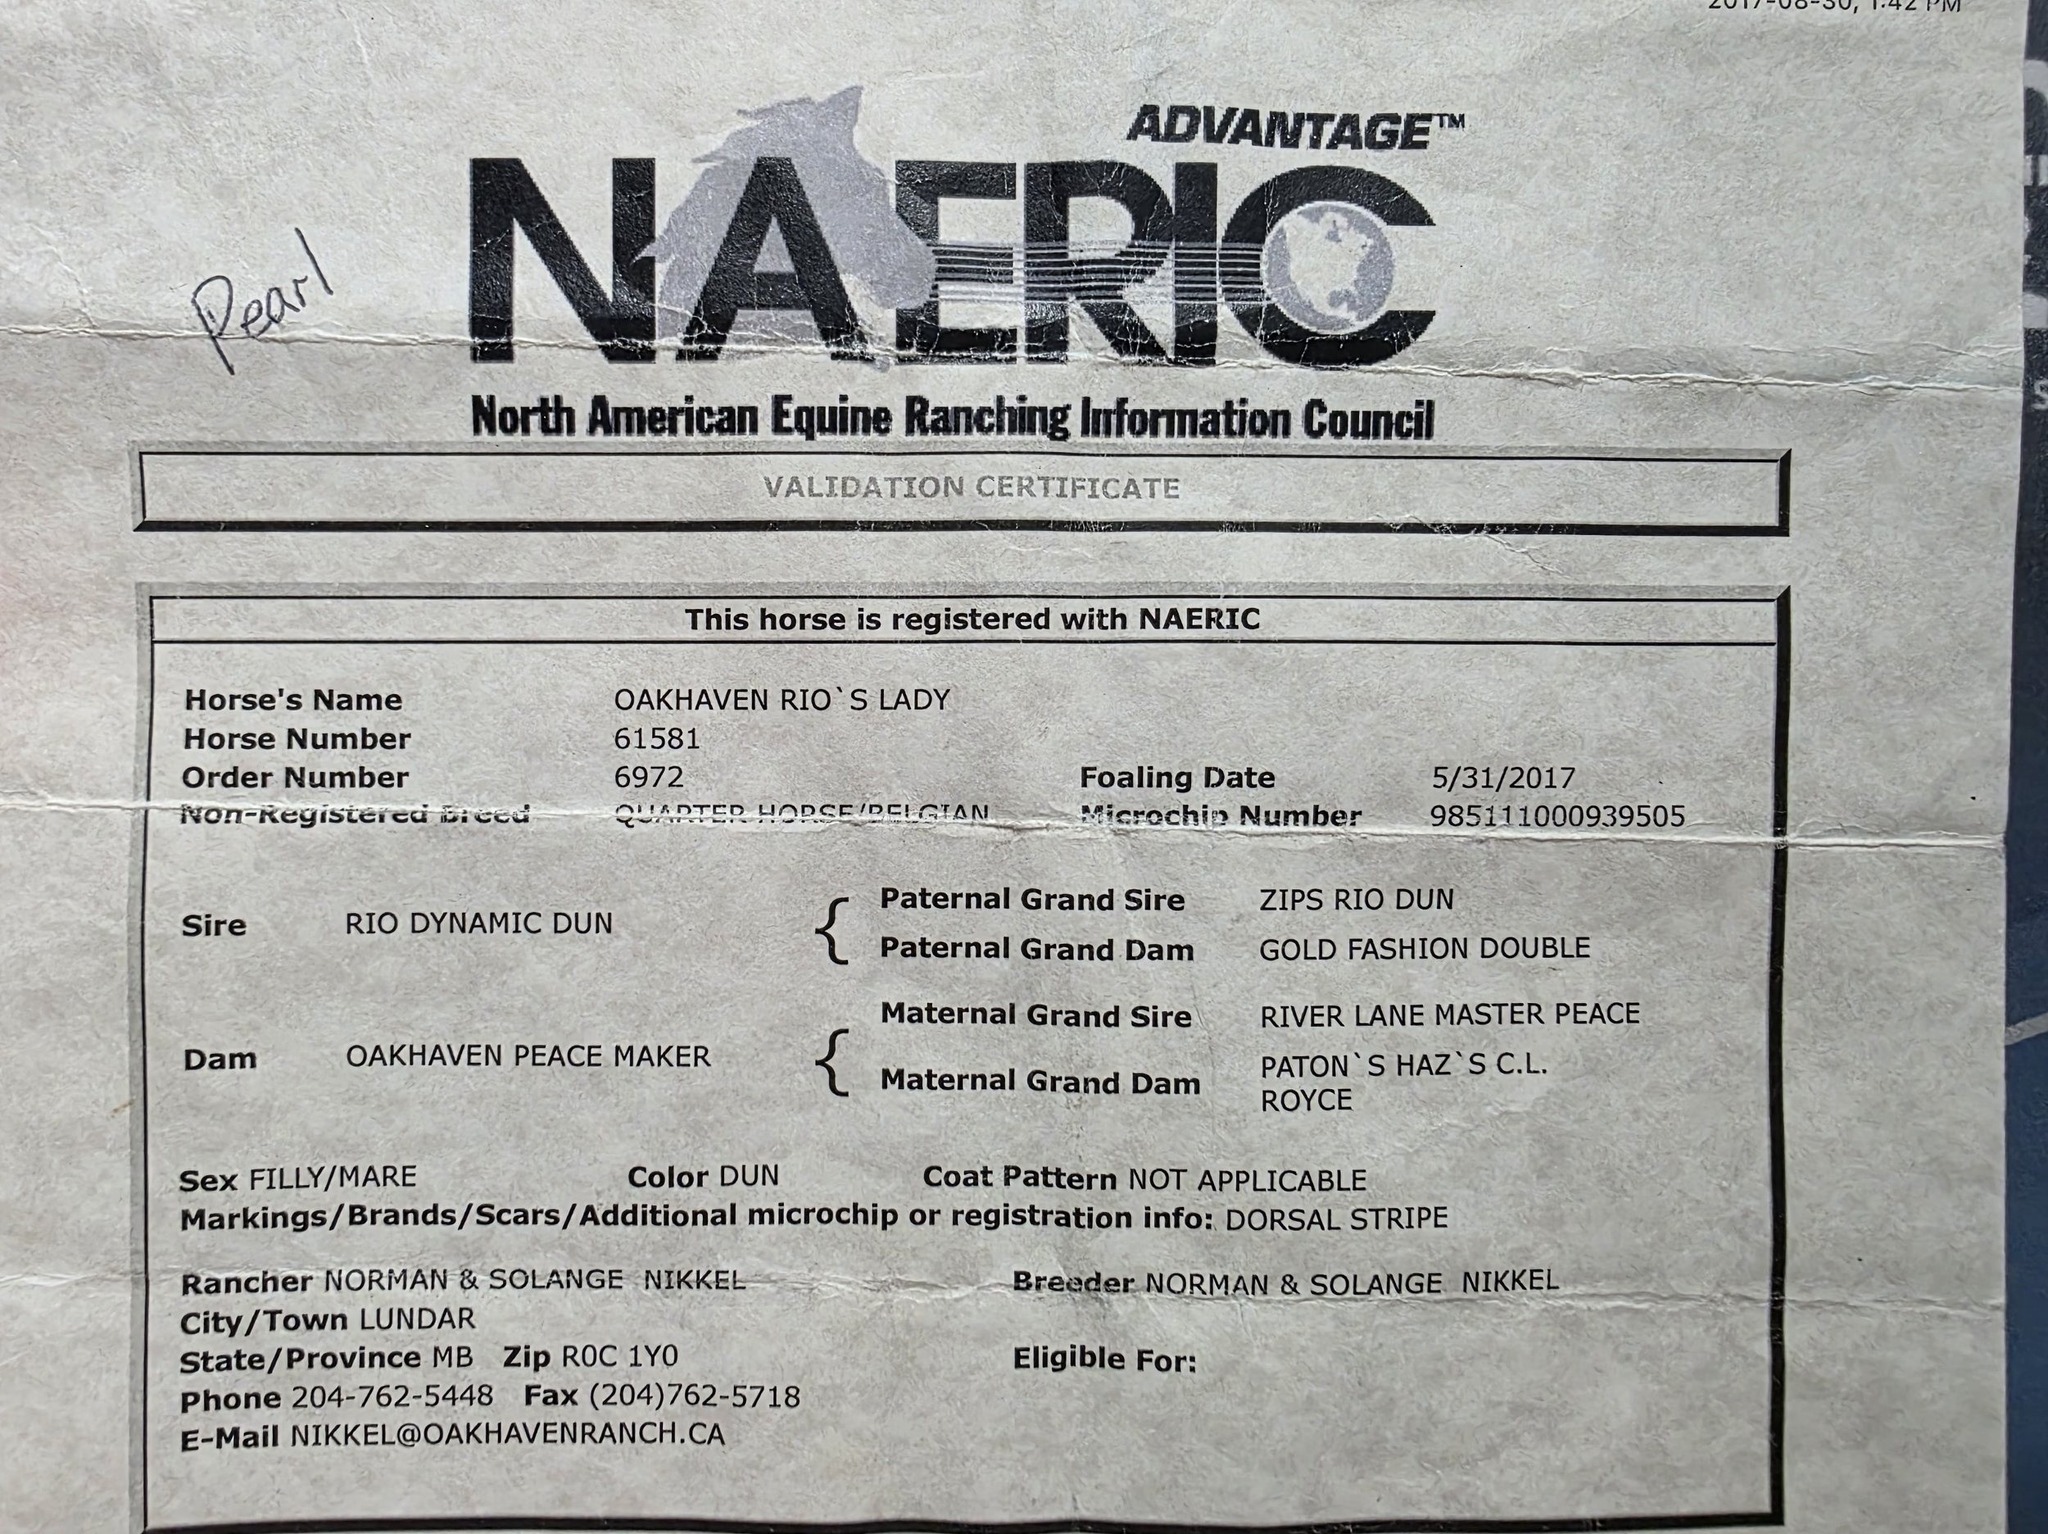 2017-08-30, 1:42 PM
Pearl
ADVANTAGE™
NAERIC
North American Equine Ranching Information Council
VALIDATION CERTIFICATE
This horse is registered with NAERIC
Horse's Name OAKHAVEN RIO`S LADY
Horse Number 61581
Order Number 6972 Foaling Date 5/31/2017
Non-Registered Breed QUARTER HORSE/BELGIAN Microchip Number 985111000939505
Paternal Grand Sire ZIPS RIO DUN
Sire RIO DYNAMIC DUN
Paternal Grand Dam GOLD FASHION DOUBLE
Maternal Grand Sire RIVER LANE MASTER PEACE
Dam OAKHAVEN PEACE MAKER
Maternal Grand Dam PATON`S HAZ`S C.L.
ROYCE
Sex FILLY/MARE Color DUN Coat Pattern NOT APPLICABLE
Markings/Brands/Scars/Additional microchip or registration info: DORSAL STRIPE
Rancher NORMAN & SOLANGE NIKKEL Breeder NORMAN & SOLANGE NIKKEL
City/Town LUNDAR
State/Province MB Zip R0C 1Y0 Eligible For:
Phone 204-762-5448 Fax (204)762-5718
E-Mail NIKKEL@OAKHAVENRANCH.CA